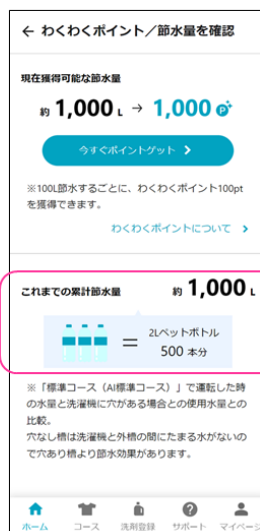 ← わくわくポイント／節水量を確認
現在獲得可能な節水量
約 1,000 L → 1,000 P
今すぐポイントゲット >
※100L節水するごとに、わくわくポイント100pt
を獲得できます。
わくわくポイントについて >
これまでの累計節水量 約 1,000 L
= 2Lペットボトル
500 本分
※「標準コース（AI標準コース）」で運転した時
の水量と洗濯機に穴がある場合との使用水量との
比較。
穴なし槽は洗濯機と外槽の間にたまる水がないの
で穴あり槽より節水効果があります。
ホーム コース 洗剤登録 サポート マイページ